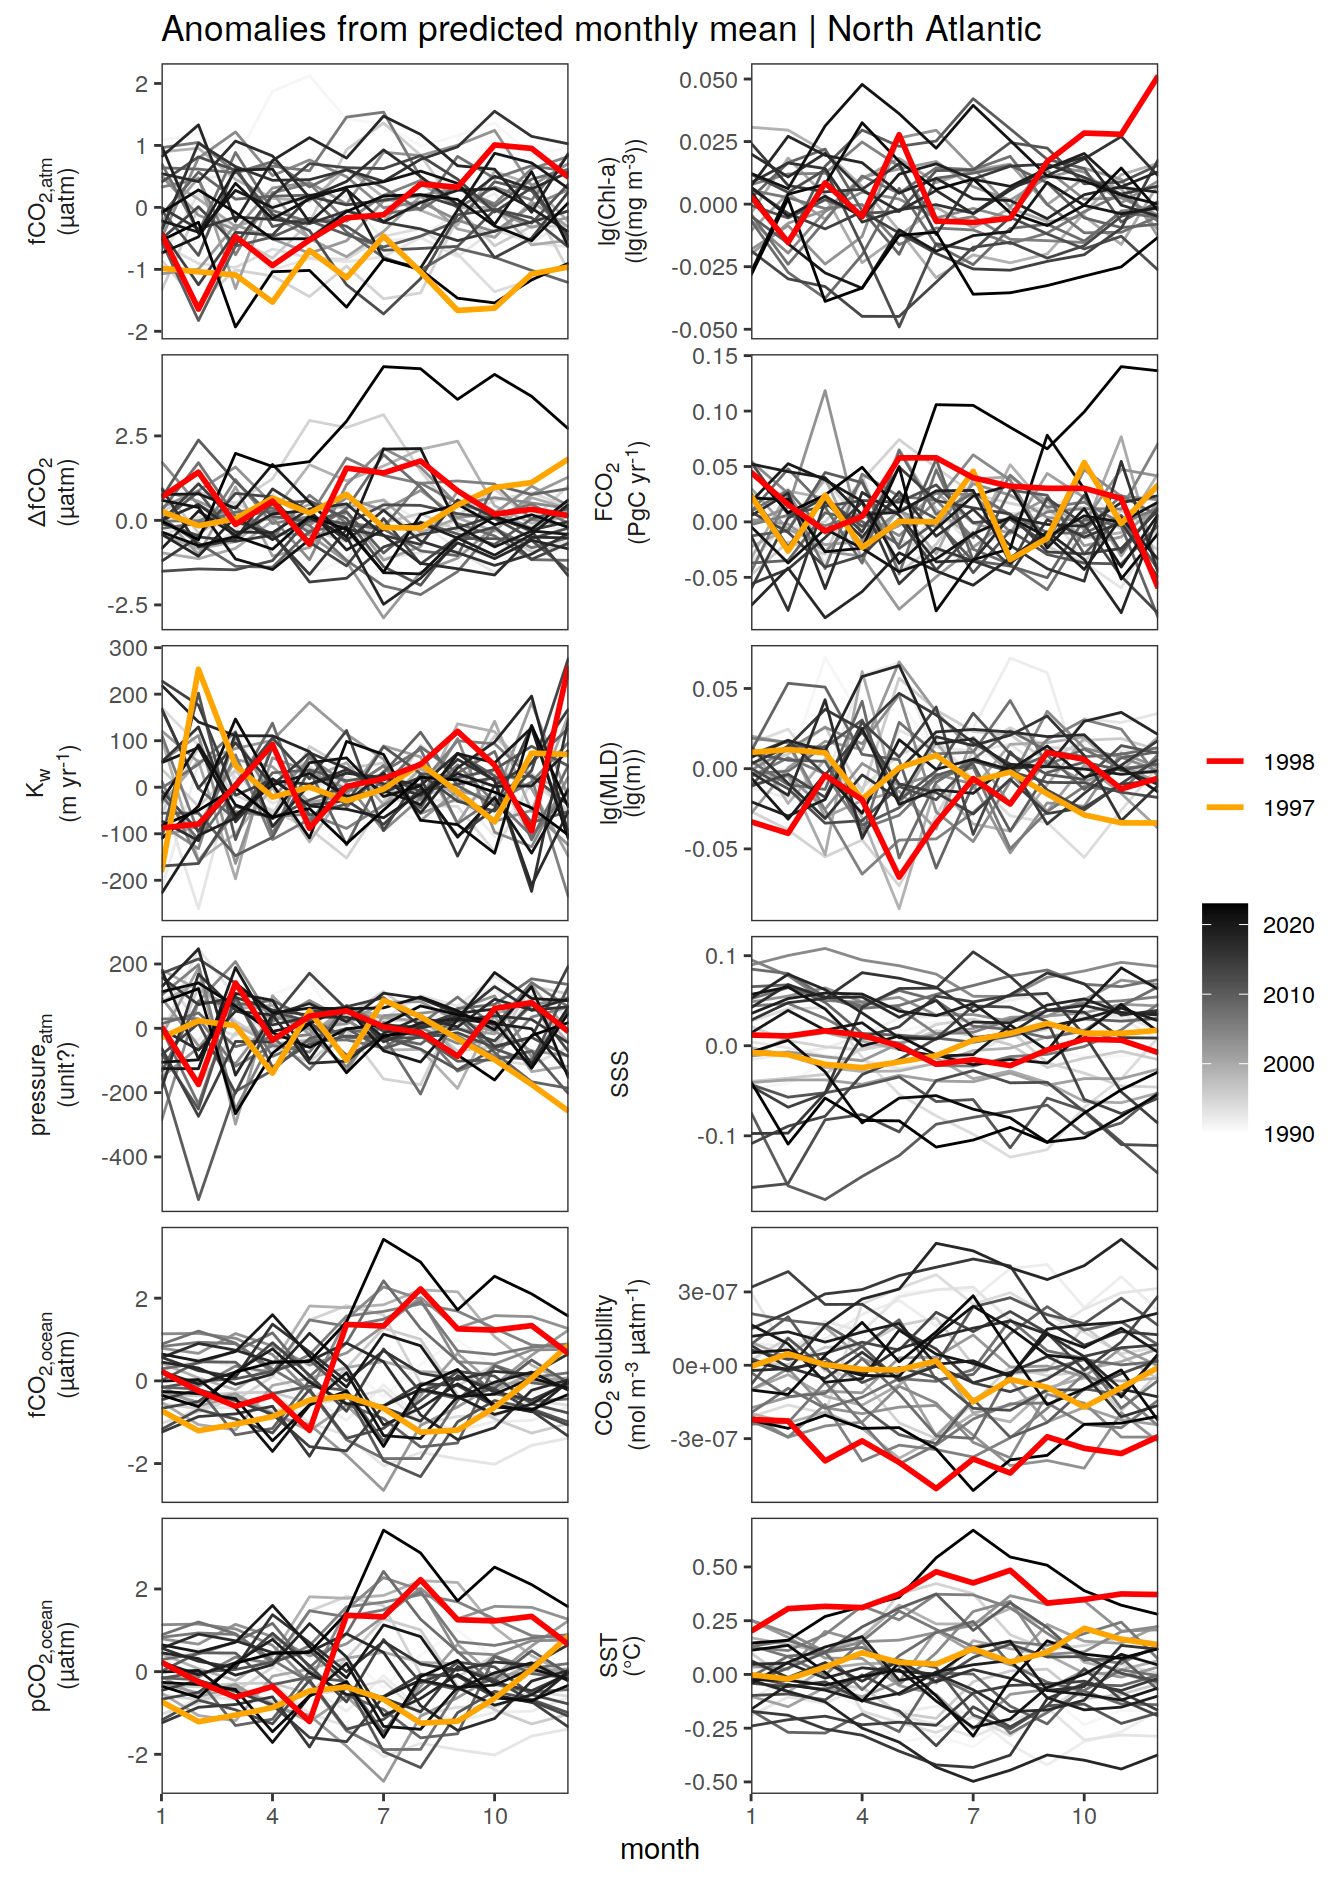 Anomalies from predicted monthly mean | North Atlantic
fCO2,atm
(µatm)
2
1
0
-1
-2
lg(Chl-a)
(lg(mg m-3))
0.050
0.025
0.000
-0.025
-0.050
ΔfCO2
(µatm)
2.5
0.0
-2.5
FCO2
(PgC yr-1)
0.15
0.10
0.05
0.00
-0.05
Kw
(m yr-1)
300
200
100
0
-100
-200
lg(MLD)
(lg(m))
0.05
0.00
-0.05
pressureatm
(unit?)
200
0
-200
-400
SSS
0.1
0.0
-0.1
fCO2,ocean
(µatm)
2
0
-2
CO2 solubility
(mol m-3 µatm-1)
3e-07
0e+00
-3e-07
pCO2,ocean
(µatm)
2
0
-2
SST
(°C)
0.50
0.25
0.00
-0.25
-0.50
1 4 7 10
1 4 7 10
month
1998
1997
2020
2010
2000
1990